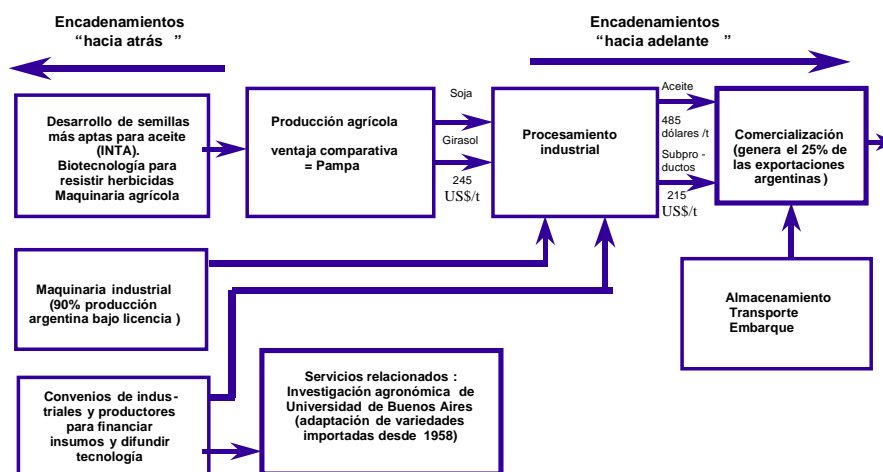 Encadenamientos
“hacia atrás ”
Encadenamientos
“hacia adelante ”
Desarrollo de semillas
más aptas para aceite
(INTA).
Biotecnología para
resistir herbicidas
Maquinaria agrícola
Producción agrícola
ventaja comparativa
= Pampa
Soja
Girasol
245
US$/t
Procesamiento
industrial
Aceite
485
dólares /t
Subpro -
ductos
215
US$/t
Comercialización
(genera el 25% de
las exportaciones
argentinas )
Maquinaria industrial
(90% producción
argentina bajo licencia )
Almacenamiento
Transporte
Embarque
Convenios de indus-
triales y productores
para financiar
insumos y difundir
tecnología
Servicios relacionados :
Investigación agronómica de
Universidad de Buenos Aires
(adaptación de variedades
importadas desde 1958)